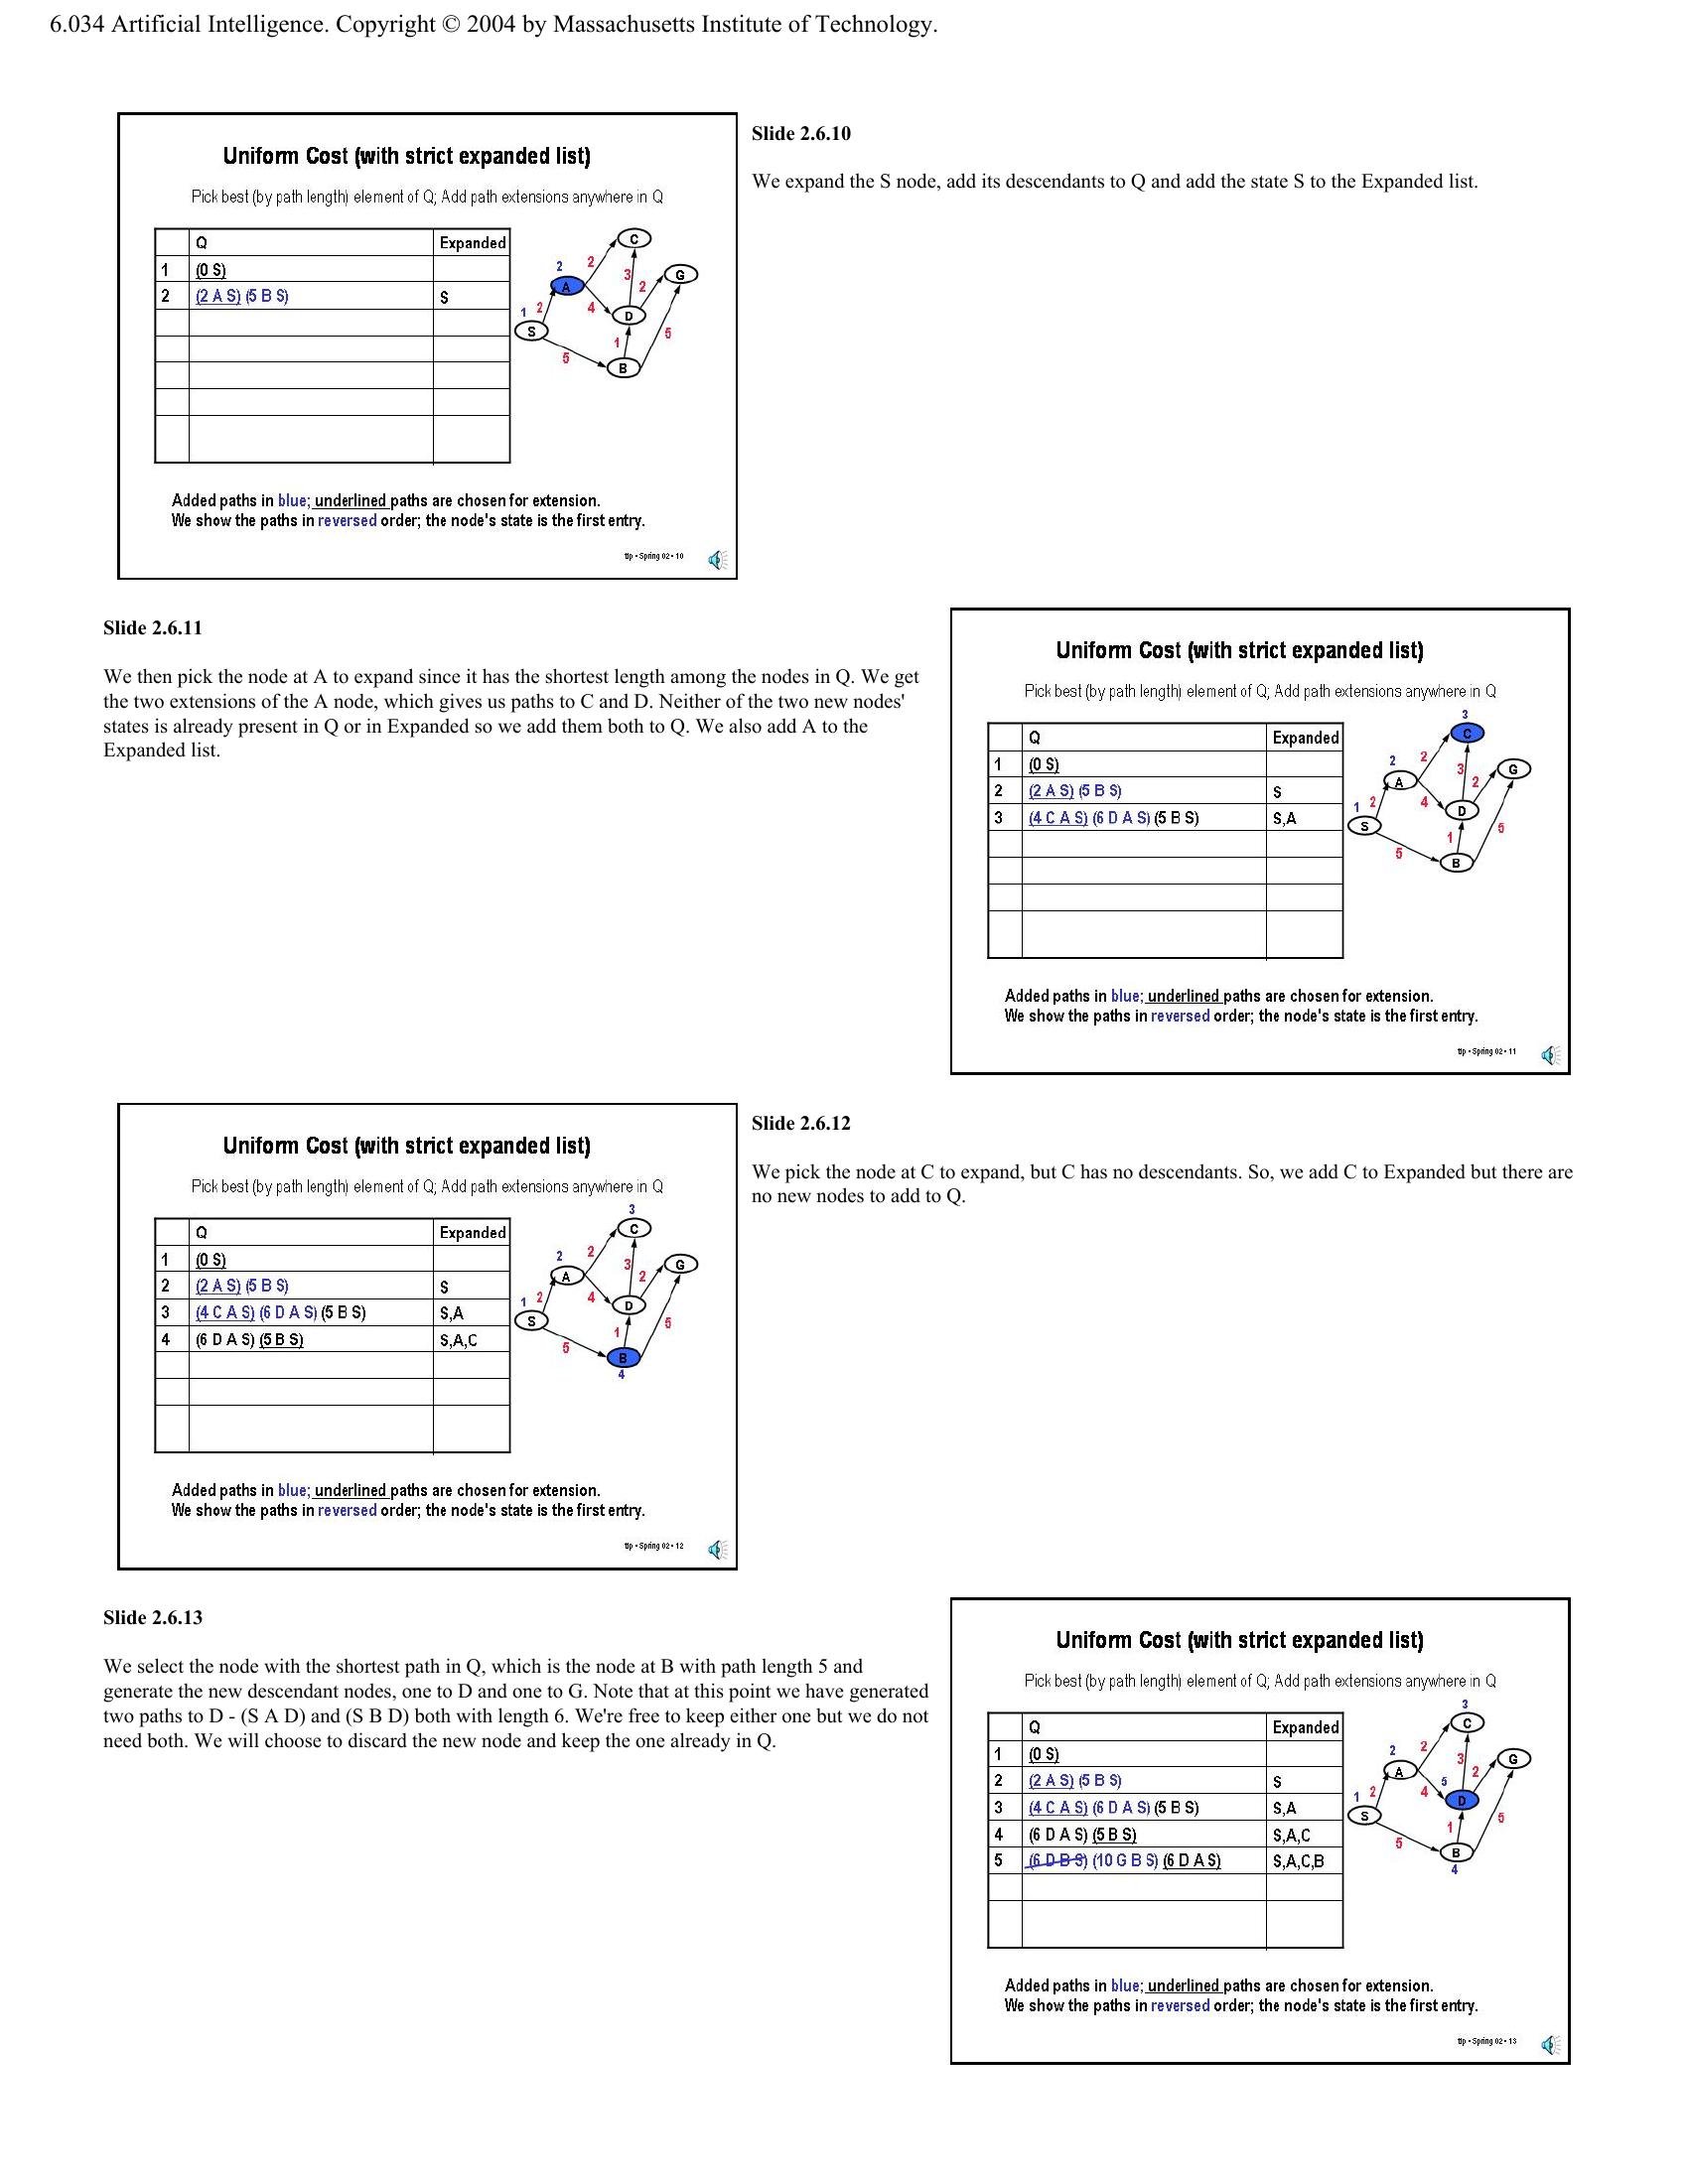 6.034 Artificial Intelligence. Copyright © 2004 by Massachusetts Institute of Technology.
Uniform Cost (with strict expanded list)
Pick best (by path length) element of Q; Add path extensions anywhere in Q
Q Expanded
1 (0 S)
2 (2 A S) (5 B S) S
C
2 2 3 G
A 2
1 2 4 D
S 1 5
5 B
Added paths in blue; underlined paths are chosen for extension.
We show the paths in reversed order; the node's state is the first entry.
tlp • Spring 02 • 10
Slide 2.6.10
We expand the S node, add its descendants to Q and add the state S to the Expanded list.
Slide 2.6.11
We then pick the node at A to expand since it has the shortest length among the nodes in Q. We get
the two extensions of the A node, which gives us paths to C and D. Neither of the two new nodes'
states is already present in Q or in Expanded so we add them both to Q. We also add A to the
Expanded list.
Uniform Cost (with strict expanded list)
Pick best (by path length) element of Q; Add path extensions anywhere in Q
Q Expanded
1 (0 S)
2 (2 A S) (5 B S) S
3 (4 C A S) (6 D A S) (5 B S) S,A
3
C
2 2 3 G
A 2
1 2 4 D
S 1 5
5 B
Added paths in blue; underlined paths are chosen for extension.
We show the paths in reversed order; the node's state is the first entry.
tlp • Spring 02 • 11
Uniform Cost (with strict expanded list)
Pick best (by path length) element of Q; Add path extensions anywhere in Q
Q Expanded
1 (0 S)
2 (2 A S) (5 B S) S
3 (4 C A S) (6 D A S) (5 B S) S,A
4 (6 D A S) (5 B S) S,A,C
3
C
2 2 3 G
A 2
1 2 4 D
S 1 5
5 B
4
Added paths in blue; underlined paths are chosen for extension.
We show the paths in reversed order; the node's state is the first entry.
tlp • Spring 02 • 12
Slide 2.6.12
We pick the node at C to expand, but C has no descendants. So, we add C to Expanded but there are
no new nodes to add to Q.
Slide 2.6.13
We select the node with the shortest path in Q, which is the node at B with path length 5 and
generate the new descendant nodes, one to D and one to G. Note that at this point we have generated
two paths to D - (S A D) and (S B D) both with length 6. We're free to keep either one but we do not
need both. We will choose to discard the new node and keep the one already in Q.
Uniform Cost (with strict expanded list)
Pick best (by path length) element of Q; Add path extensions anywhere in Q
Q Expanded
1 (0 S)
2 (2 A S) (5 B S) S
3 (4 C A S) (6 D A S) (5 B S) S,A
4 (6 D A S) (5 B S) S,A,C
5 (6 D B S) (10 G B S) (6 D A S) S,A,C,B
3
C
2 2 3 G
A 5 2
1 2 4 D
S 1 5
5 B
4
Added paths in blue; underlined paths are chosen for extension.
We show the paths in reversed order; the node's state is the first entry.
tlp • Spring 02 • 13